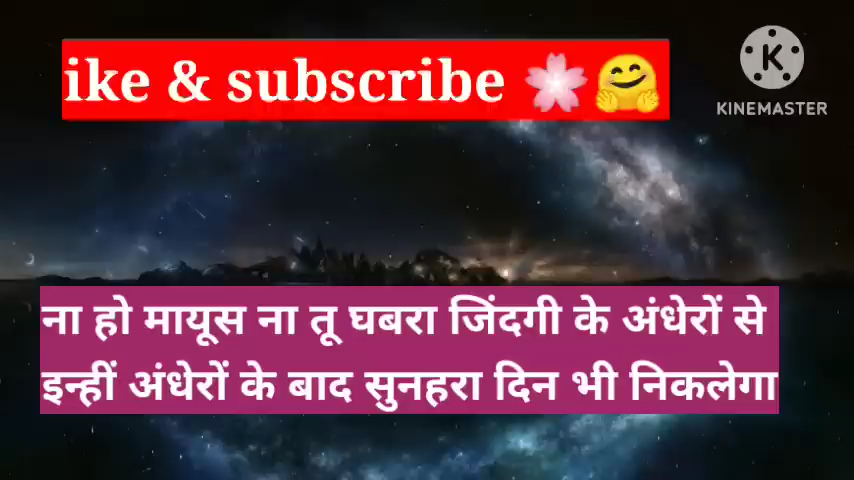 ike & subscribe 🌸🤗
KINEMASTER
ना हो मायूस ना तू घबरा जिंदगी के अंधेरों से
इन्हीं अंधेरों के बाद सुनहरा दिन भी निकलेगा